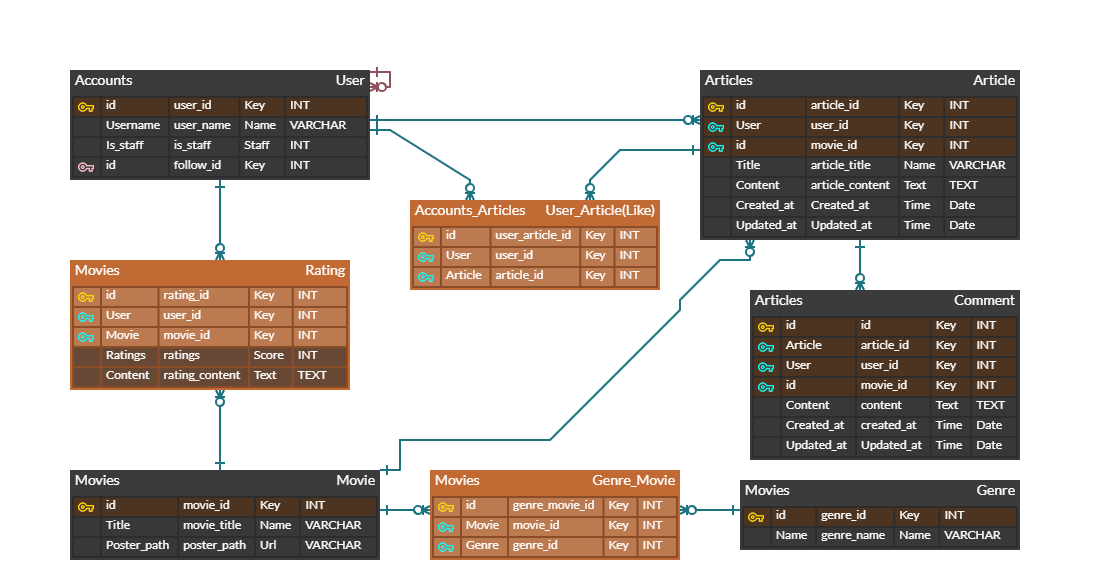 Accounts User
id user_id Key INT
Username user_name Name VARCHAR
Is_staff is_staff Staff INT
id follow_id Key INT
Articles Article
id article_id Key INT
User user_id Key INT
id movie_id Key INT
Title article_title Name VARCHAR
Content article_content Text TEXT
Created_at Created_at Time Date
Updated_at Updated_at Time Date
Accounts_Articles User_Article(Like)
id user_article_id Key INT
User user_id Key INT
Article article_id Key INT
Movies Rating
id rating_id Key INT
User user_id Key INT
Movie movie_id Key INT
Ratings ratings Score INT
Content rating_content Text TEXT
Articles Comment
id id Key INT
Article article_id Key INT
User user_id Key INT
id movie_id Key INT
Content content Text TEXT
Created_at created_at Time Date
Updated_at Updated_at Time Date
Movies Movie
id movie_id Key INT
Title movie_title Name VARCHAR
Poster_path poster_path Url VARCHAR
Movies Genre_Movie
id genre_movie_id Key INT
Movie movie_id Key INT
Genre genre_id Key INT
Movies Genre
id genre_id Key INT
Name genre_name Name VARCHAR